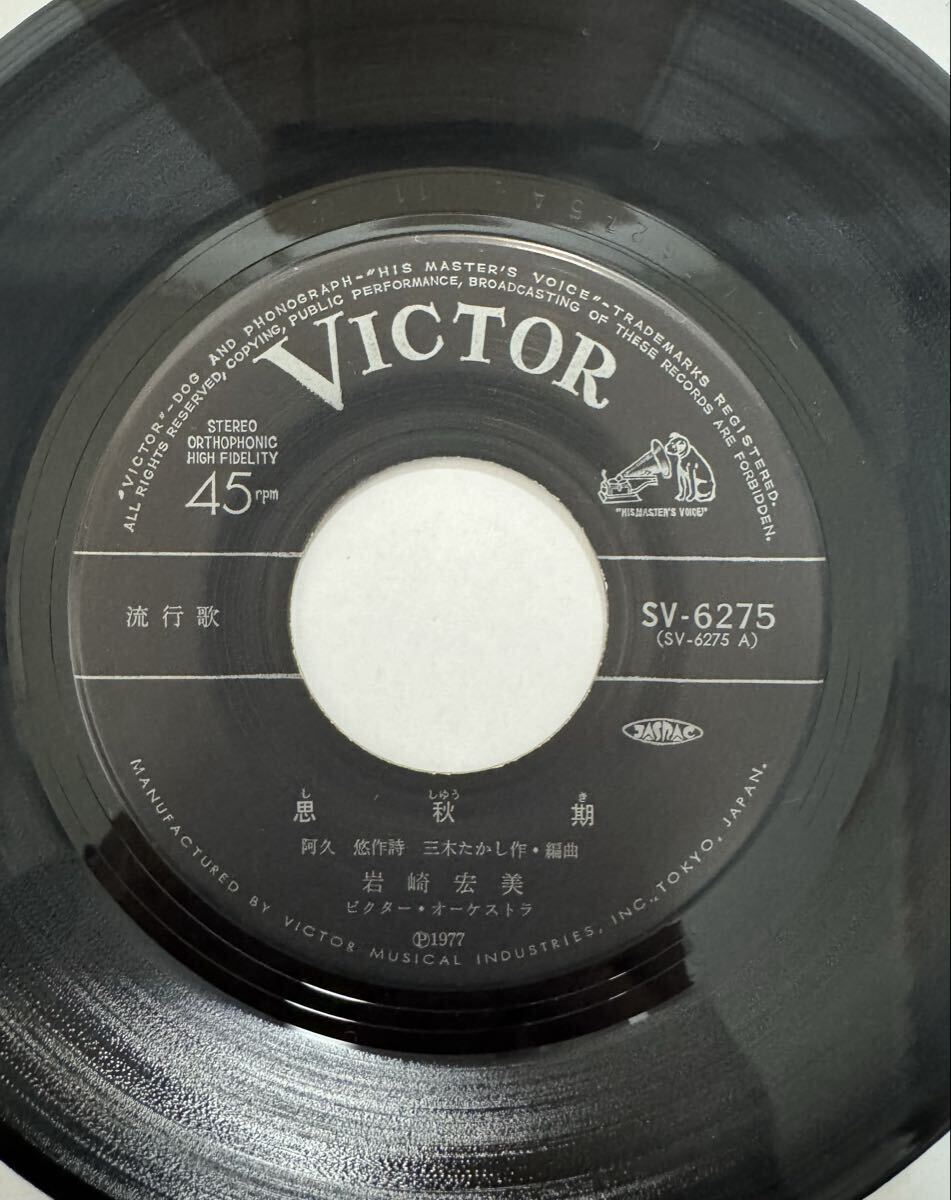 "VICTOR"-DOG AND PHONOGRAPH-"HIS MASTER'S VOICE"-TRADEMARKS REGISTERED.
ALL RIGHTS RESERVED, COPYING, PUBLIC PERFORMANCE, BROADCASTING OF THESE RECORDS ARE FORBIDDEN.
VICTOR
STEREO
ORTHOPHONIC
HIGH FIDELITY
45 rpm
"HIS MASTER'S VOICE"
流行歌
SV-6275
(SV-6275 A)
JASRAC
し しゆう き
思 秋 期
阿久 悠作詩 三木たかし作・編曲
岩崎宏美
ビクター・オーケストラ
Ⓟ1977
MANUFACTURED BY VICTOR MUSICAL INDUSTRIES, INC., TOKYO, JAPAN.